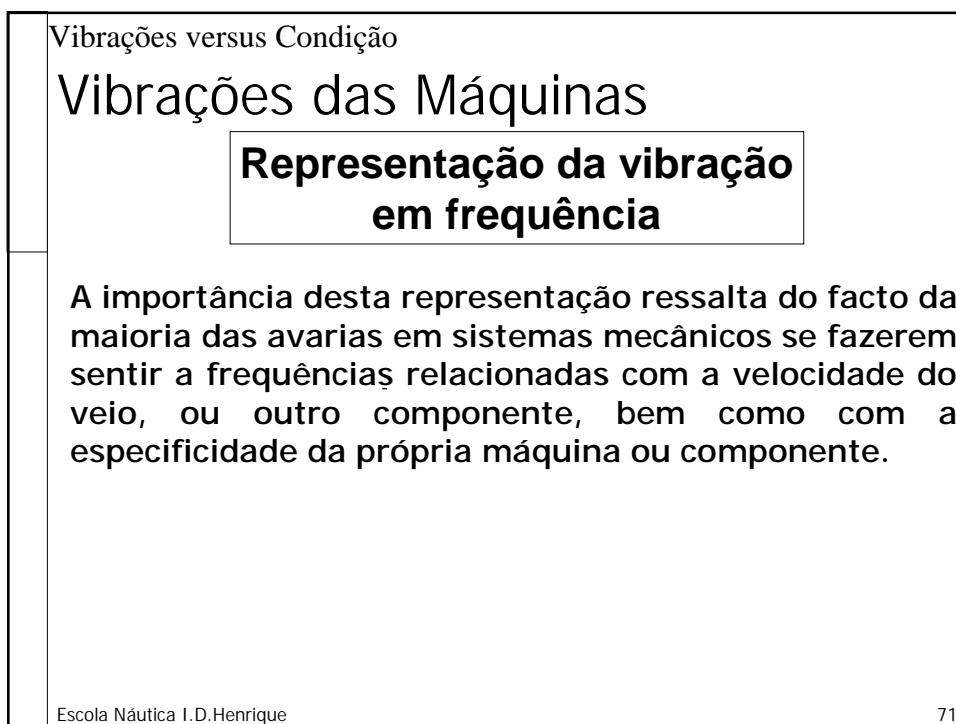 Vibrações versus Condição
Vibrações das Máquinas
Representação da vibração
em frequência
A importância desta representação ressalta do facto da
maioria das avarias em sistemas mecânicos se fazerem
sentir a frequências relacionadas com a velocidade do
veio, ou outro componente, bem como com a
especificidade da própria máquina ou componente.
Escola Náutica I.D.Henrique 71